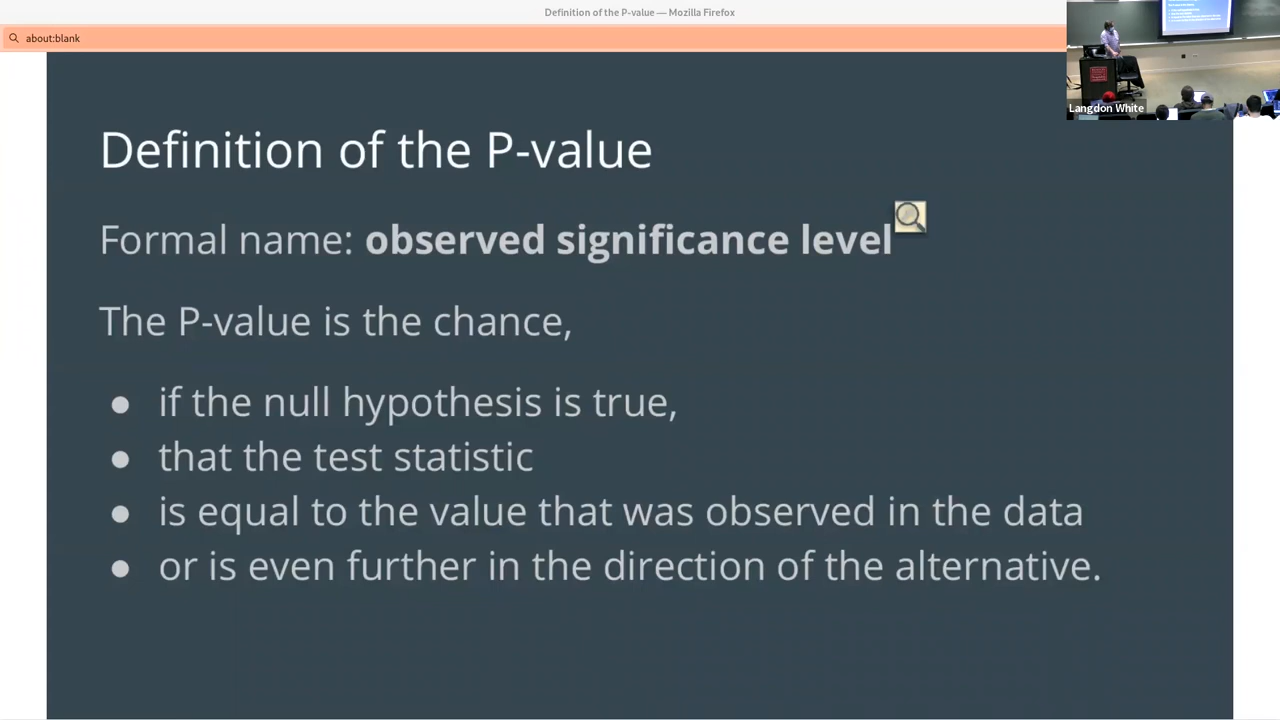 Definition of the P-value — Mozilla Firefox
about:blank
Langdon White
Definition of the P-value
Formal name: observed significance level
The P-value is the chance,
● if the null hypothesis is true,
● that the test statistic
● is equal to the value that was observed in the data
● or is even further in the direction of the alternative.